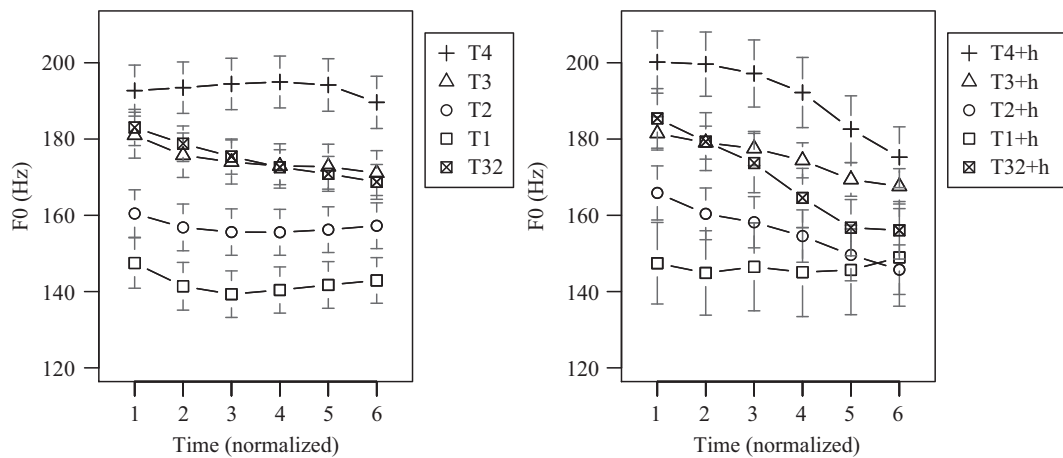 200
180
160
140
120
F0 (Hz)
1 2 3 4 5 6
Time (normalized)
T4
T3
T2
T1
T32
200
180
160
140
120
F0 (Hz)
1 2 3 4 5 6
Time (normalized)
T4+h
T3+h
T2+h
T1+h
T32+h